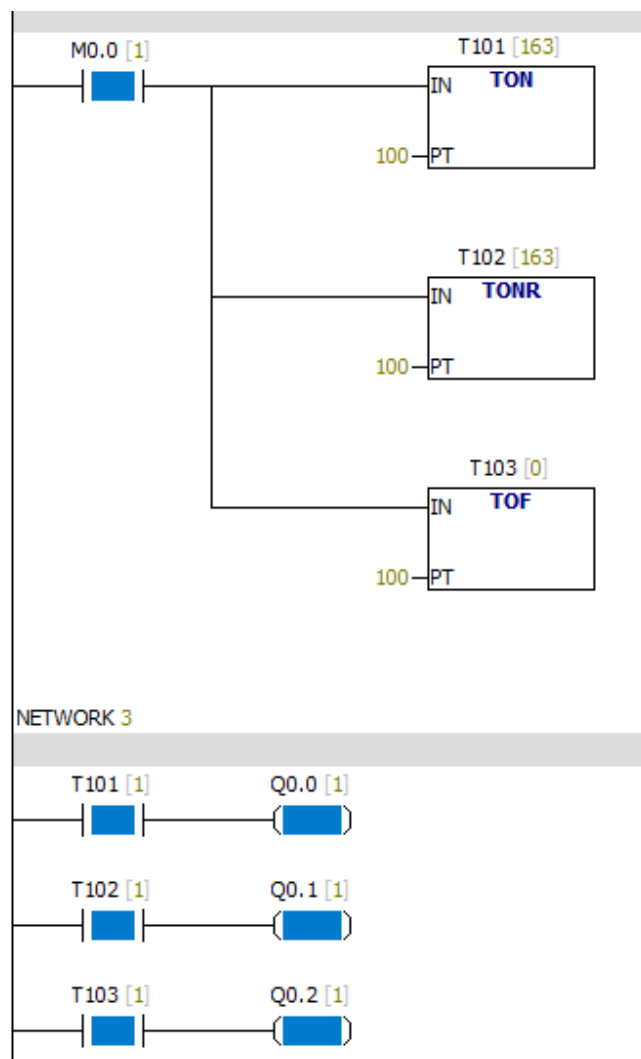 M0.0 [1]
T101 [163]
IN TON
100 PT
T102 [163]
IN TONR
100 PT
T103 [0]
IN TOF
100 PT
NETWORK 3
T101 [1] Q0.0 [1]
T102 [1] Q0.1 [1]
T103 [1] Q0.2 [1]